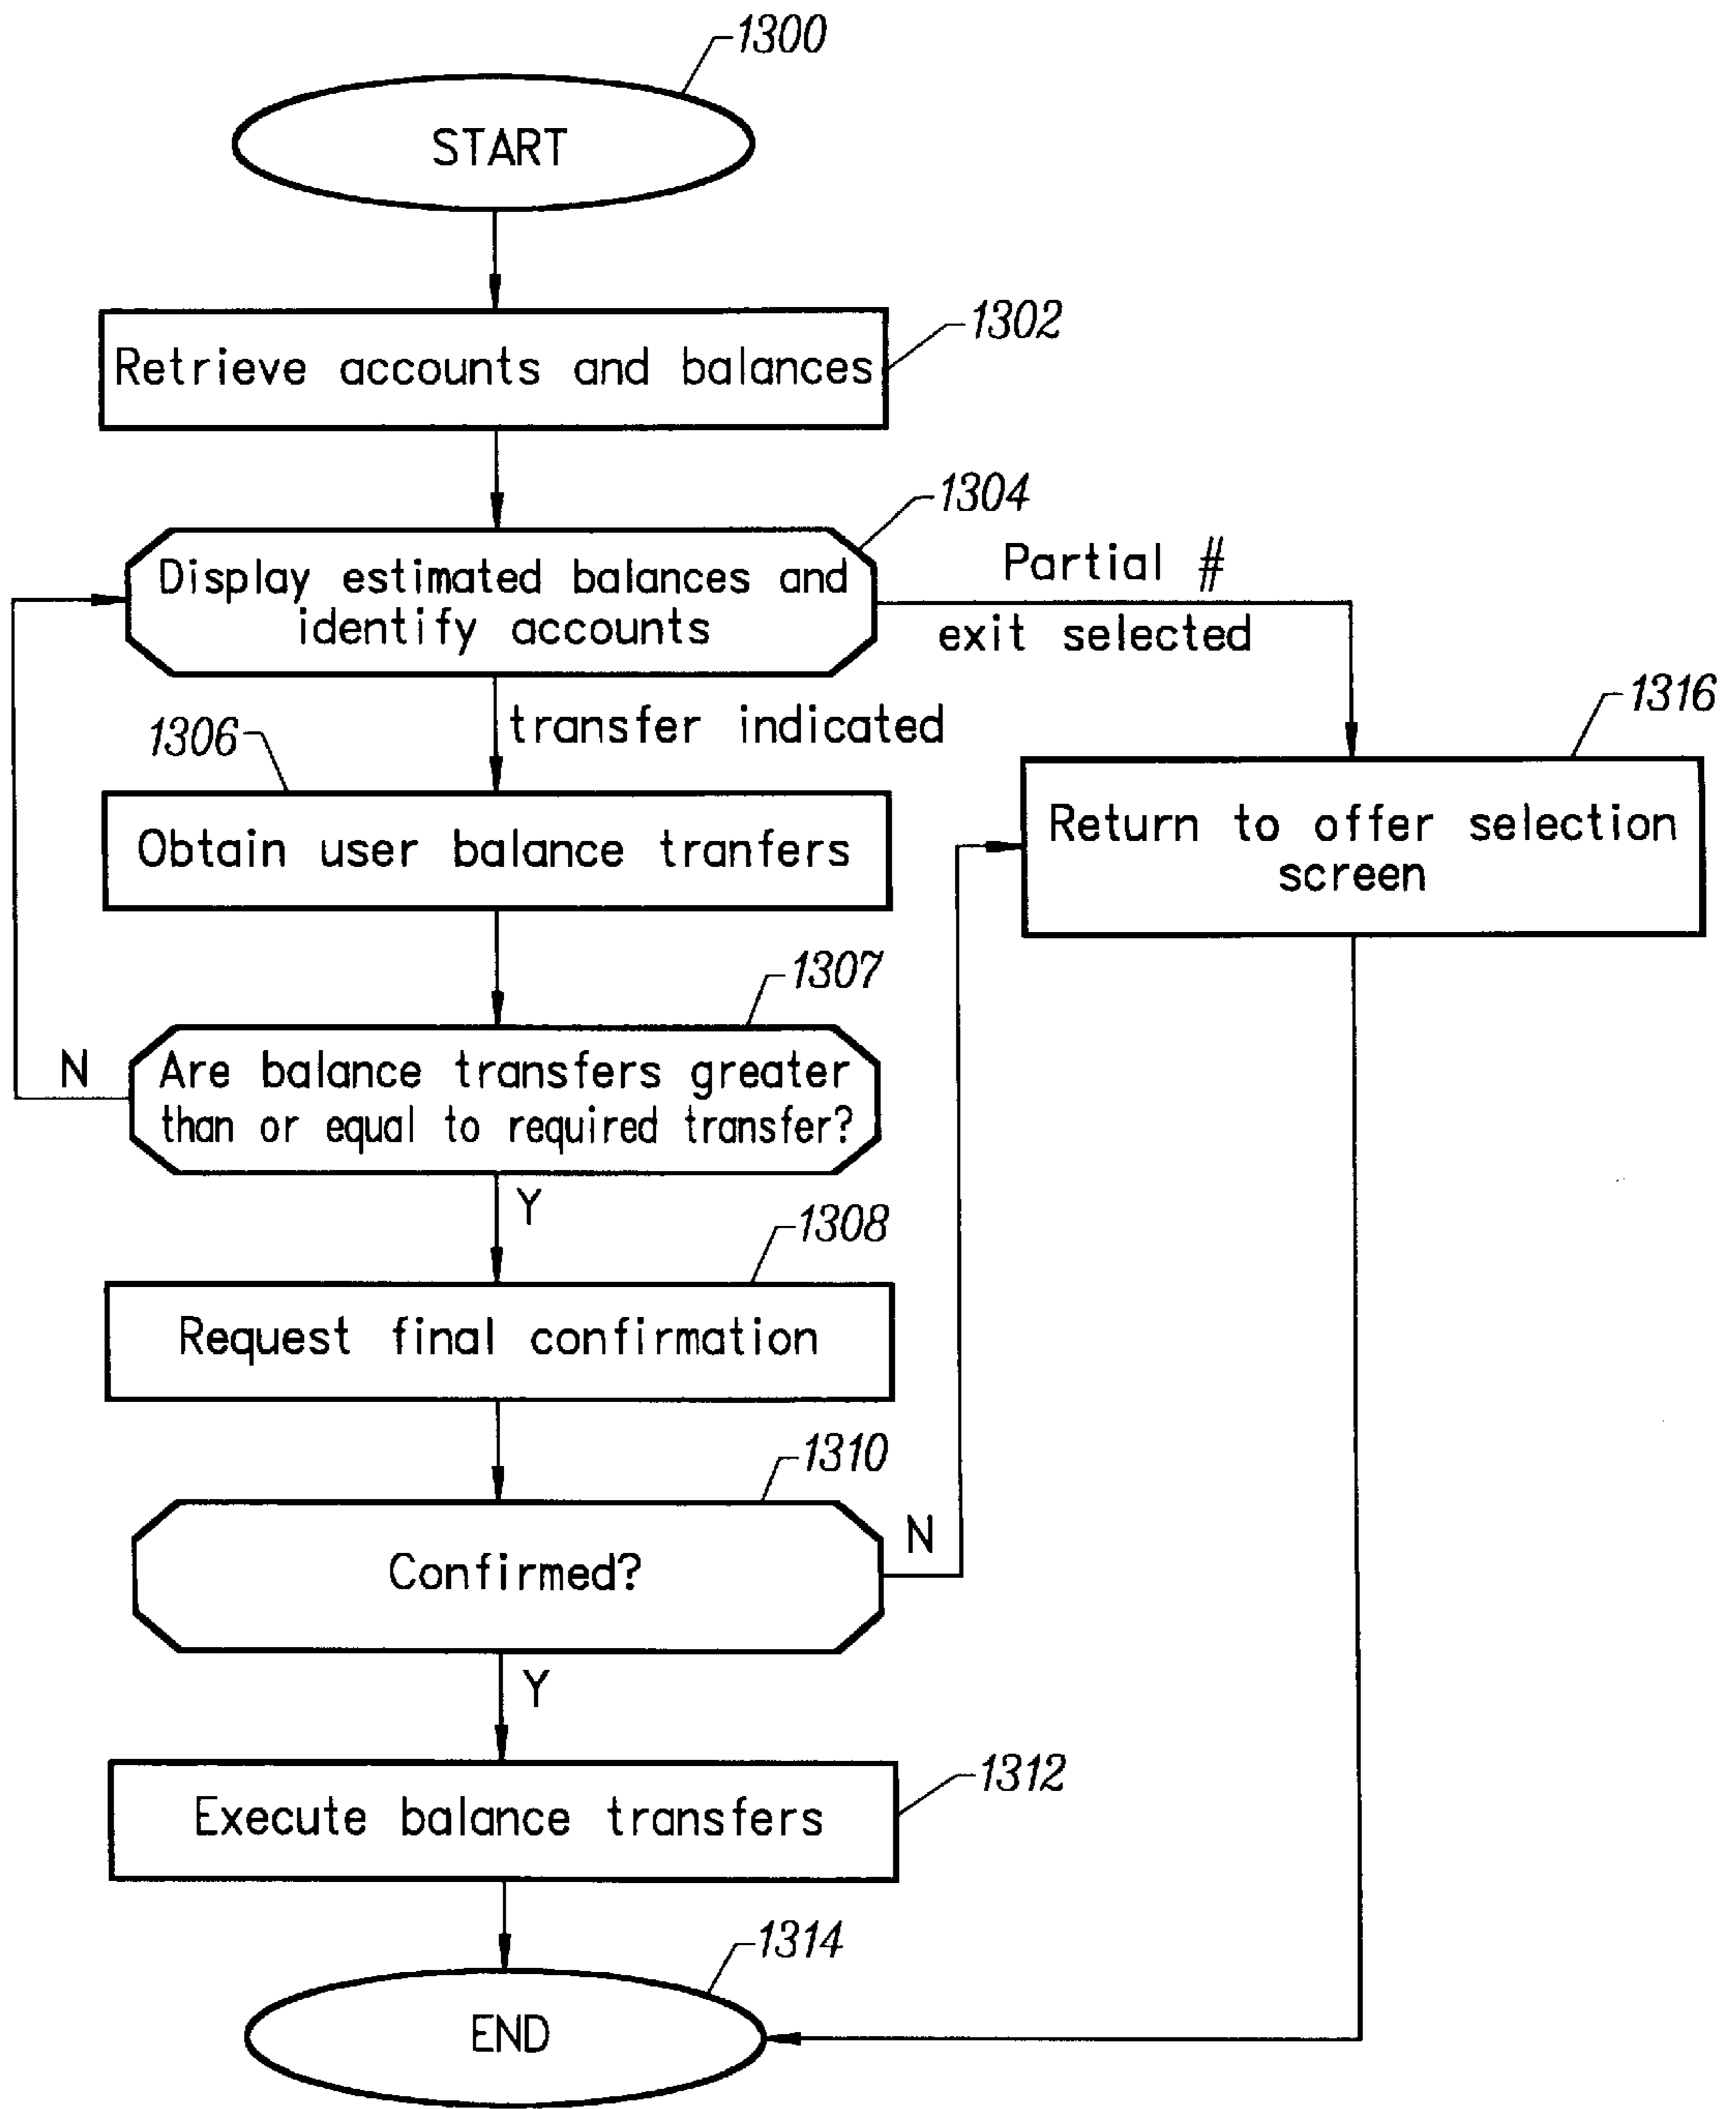 1300
START
1302
Retrieve accounts and balances
1304
Display estimated balances and
identify accounts
Partial #
exit selected
1316
1306
transfer indicated
Return to offer selection
screen
Obtain user balance tranfers
1307
N
Are balance transfers greater
than or equal to required transfer?
Y
1308
Request final confirmation
1310
N
Confirmed?
Y
1312
Execute balance transfers
1314
END